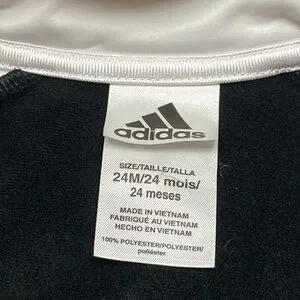 adidas
SIZE/TAILLE/TALLA
24M/24 mois/
24 meses
MADE IN VIETNAM
FABRIQUÉ AU VIETNAM
HECHO EN VIETNAM
100% POLYESTER/POLYESTER/
poliéster